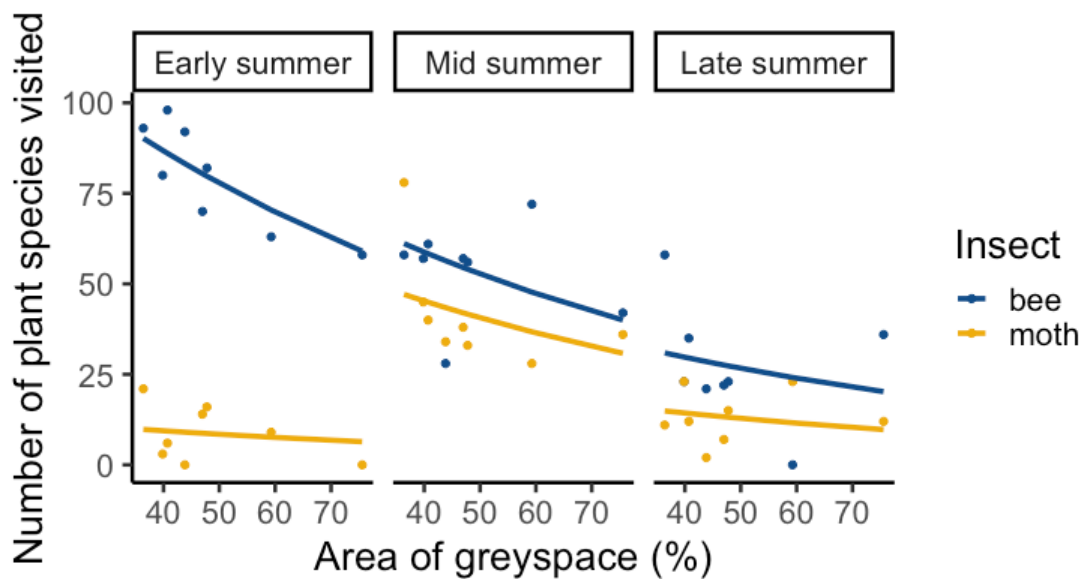 Number of plant species visited
Early summer
Mid summer
Late summer
100
75
50
25
0
40 50 60 70
40 50 60 70
40 50 60 70
Area of greyspace (%)
Insect
bee
moth